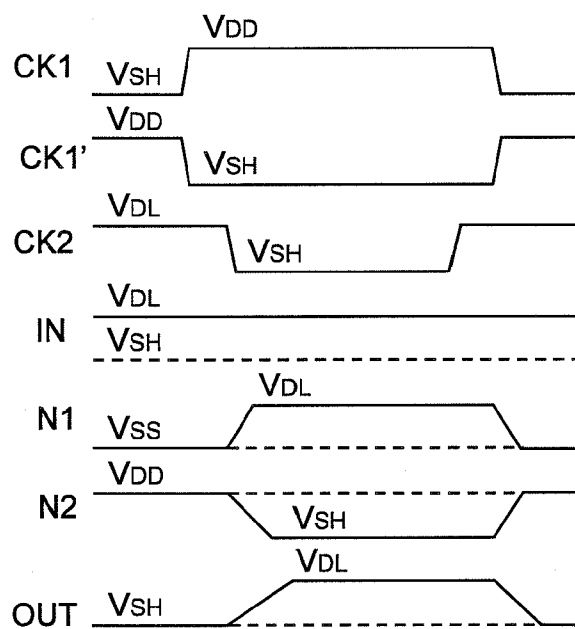 VDD
CK1 VSH
VDD
CK1' VSH
VDL
CK2 VSH
VDL
IN
VSH
VDL
N1 VSS
VDD
N2 VSH
VDL
OUT VSH